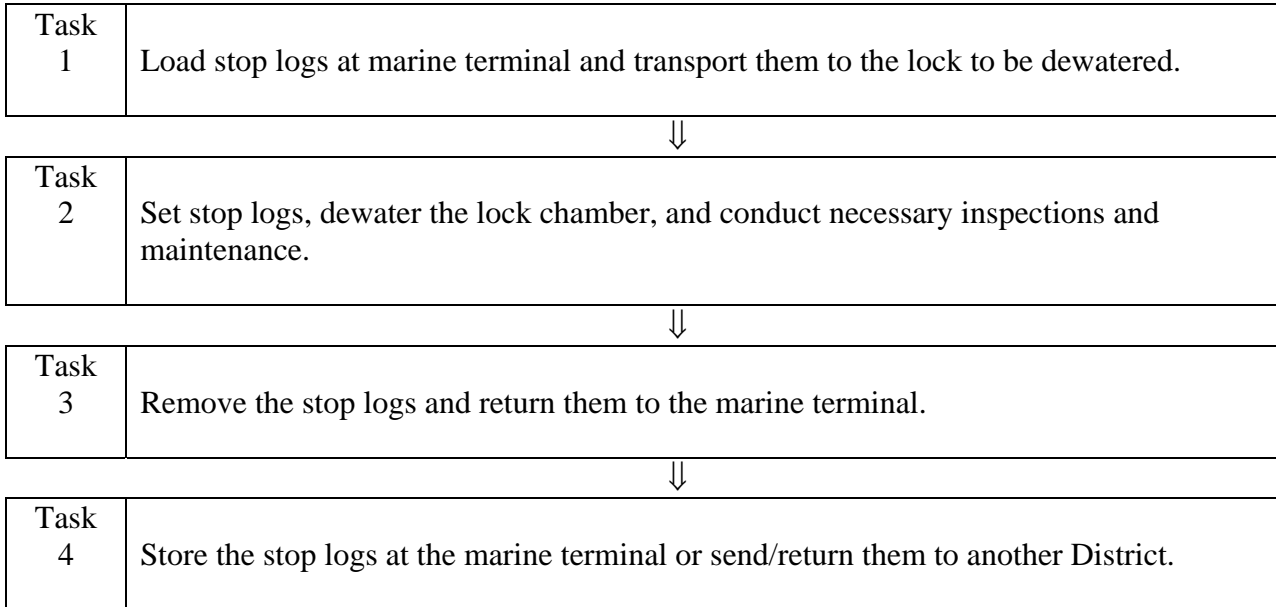 Task
1
Load stop logs at marine terminal and transport them to the lock to be dewatered.
⇓
Task
2
Set stop logs, dewater the lock chamber, and conduct necessary inspections and
maintenance.
⇓
Task
3
Remove the stop logs and return them to the marine terminal.
⇓
Task
4
Store the stop logs at the marine terminal or send/return them to another District.